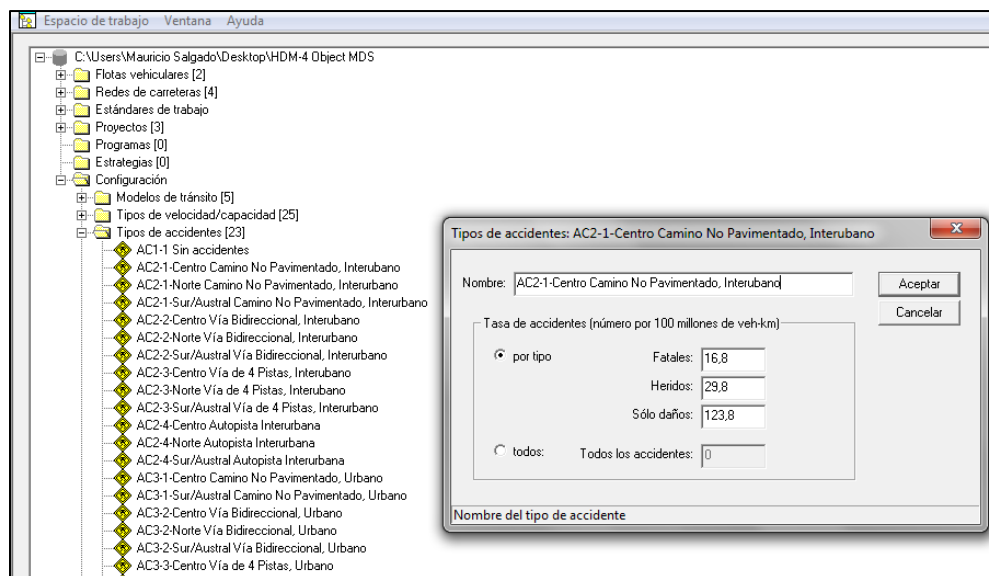 Espacio de trabajo Ventana Ayuda
C:\Users\Mauricio Salgado\Desktop\HDM-4 Object MDS
Flotas vehiculares [2]
Redes de carreteras [4]
Estándares de trabajo
Proyectos [3]
Programas [0]
Estrategias [0]
Configuración
Modelos de tránsito [5]
Tipos de velocidad/capacidad [25]
Tipos de accidentes [23]
AC1-1 Sin accidentes
AC2-1-Centro Camino No Pavimentado, Interubano
AC2-1-Norte Camino No Pavimentado, Interubano
AC2-1-Sur/Austral Camino No Pavimentado, Interubano
AC2-2-Centro Vía Bidireccional, Interubano
AC2-2-Norte Vía Bidireccional, Interubano
AC2-2-Sur/Austral Vía Bidireccional, Interubano
AC2-3-Centro Vía de 4 Pistas, Interubano
AC2-3-Norte Vía de 4 Pistas, Interubano
AC2-3-Sur/Austral Vía de 4 Pistas, Interubano
AC2-4-Centro Autopista Interurbana
AC2-4-Norte Autopista Interurbana
AC2-4-Sur/Austral Autopista Interurbana
AC3-1-Centro Camino No Pavimentado, Urbano
AC3-1-Sur/Austral Camino No Pavimentado, Urbano
AC3-2-Centro Vía Bidireccional, Urbano
AC3-2-Norte Vía Bidireccional, Urbano
AC3-2-Sur/Austral Vía Bidireccional, Urbano
AC3-3-Centro Vía de 4 Pistas, Urbano
Tipos de accidentes: AC2-1-Centro Camino No Pavimentado, Interubano
Nombre: AC2-1-Centro Camino No Pavimentado, Interubano
Aceptar
Cancelar
Tasa de accidentes (número por 100 millones de veh-km)
por tipo Fatales: 16,8
Heridos: 29,8
Sólo daños: 123,8
todos: Todos los accidentes: 0
Nombre del tipo de accidente